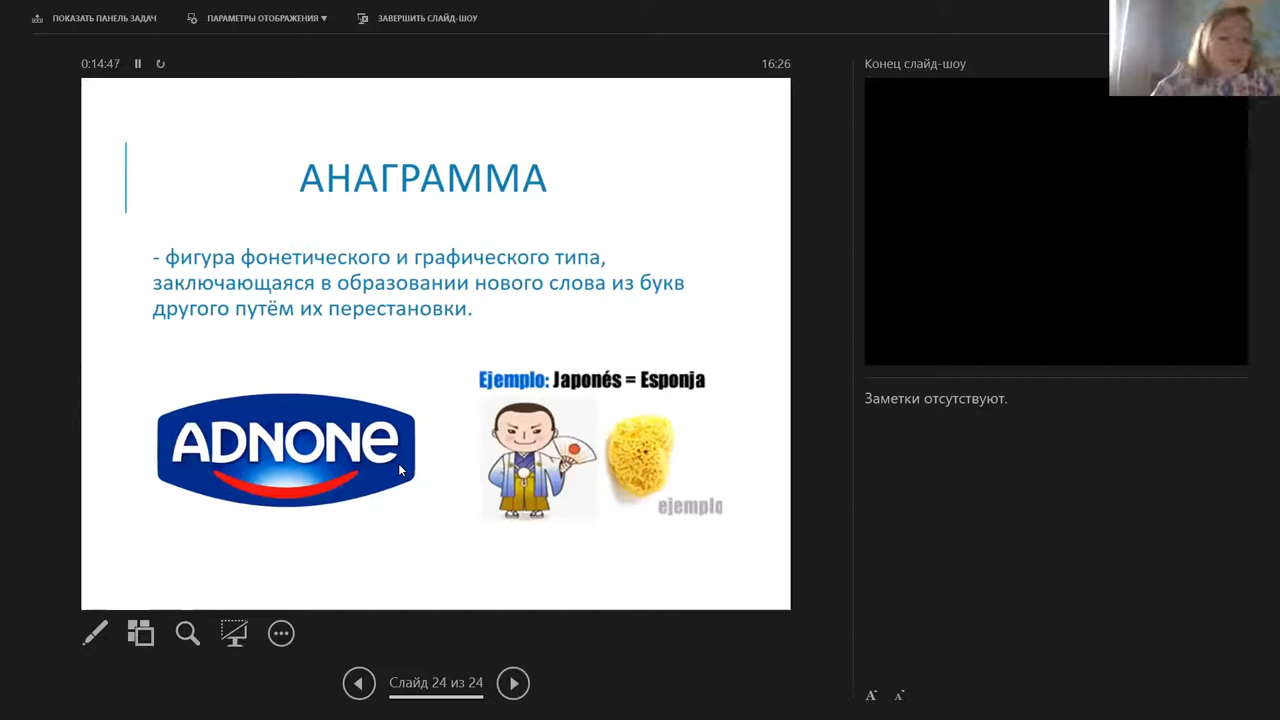 ПОКАЗАТЬ ПАНЕЛЬ ЗАДАЧ
ПАРАМЕТРЫ ОТОБРАЖЕНИЯ ▼
ЗАВЕРШИТЬ СЛАЙД-ШОУ
0:14:47
16:26
Конец слайд-шоу
АНАГРАММА
- фигура фонетического и графического типа,
заключающаяся в образовании нового слова из букв
другого путём их перестановки.
Ejemplo: Japonés = Esponja
ADNONe
ejemplo
Заметки отсутствуют.
Слайд 24 из 24
A A